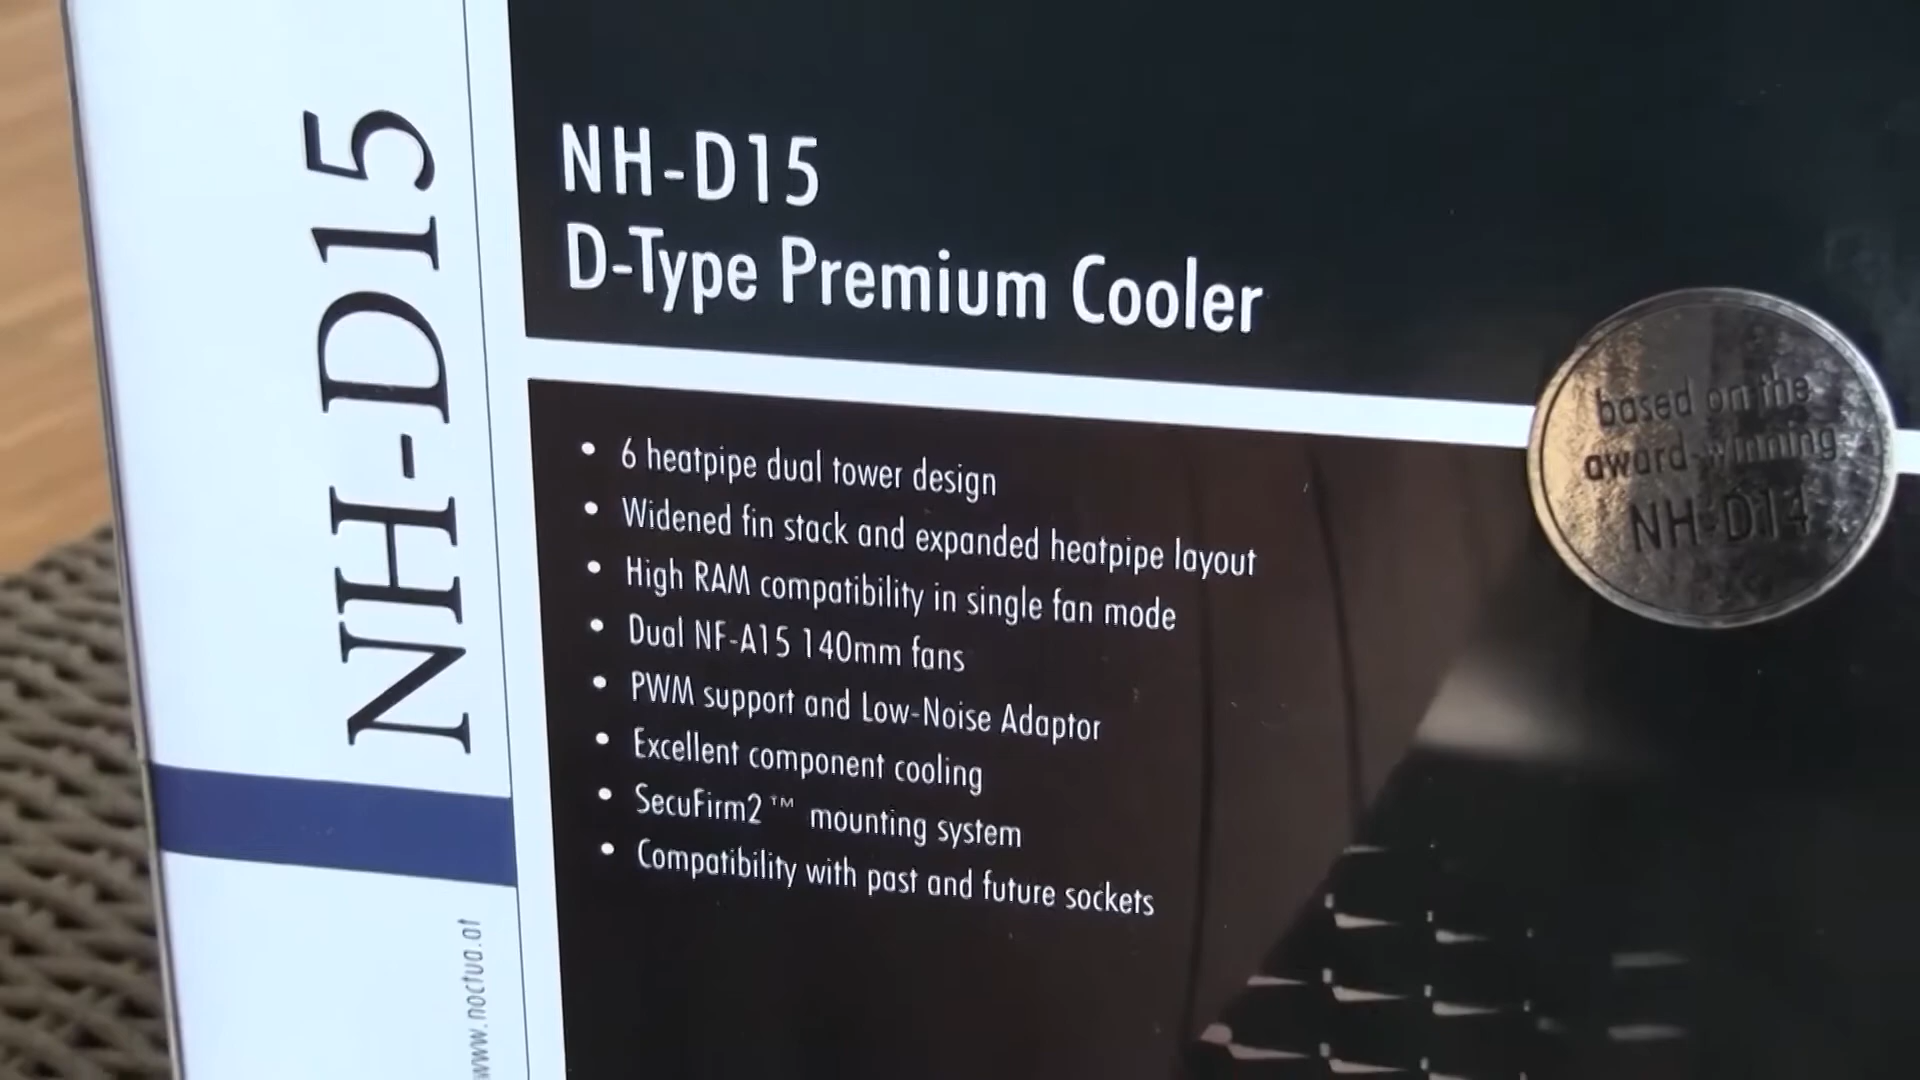 NH-D15
NH-D15
D-Type Premium Cooler
based on the
award-winning
NH-D14
• 6 heatpipe dual tower design
• Widened fin stack and expanded heatpipe layout
• High RAM compatibility in single fan mode
• Dual NF-A15 140mm fans
• PWM support and Low-Noise Adaptor
• Excellent component cooling
• SecuFirm2™ mounting system
• Compatibility with past and future sockets
www.noctua.at